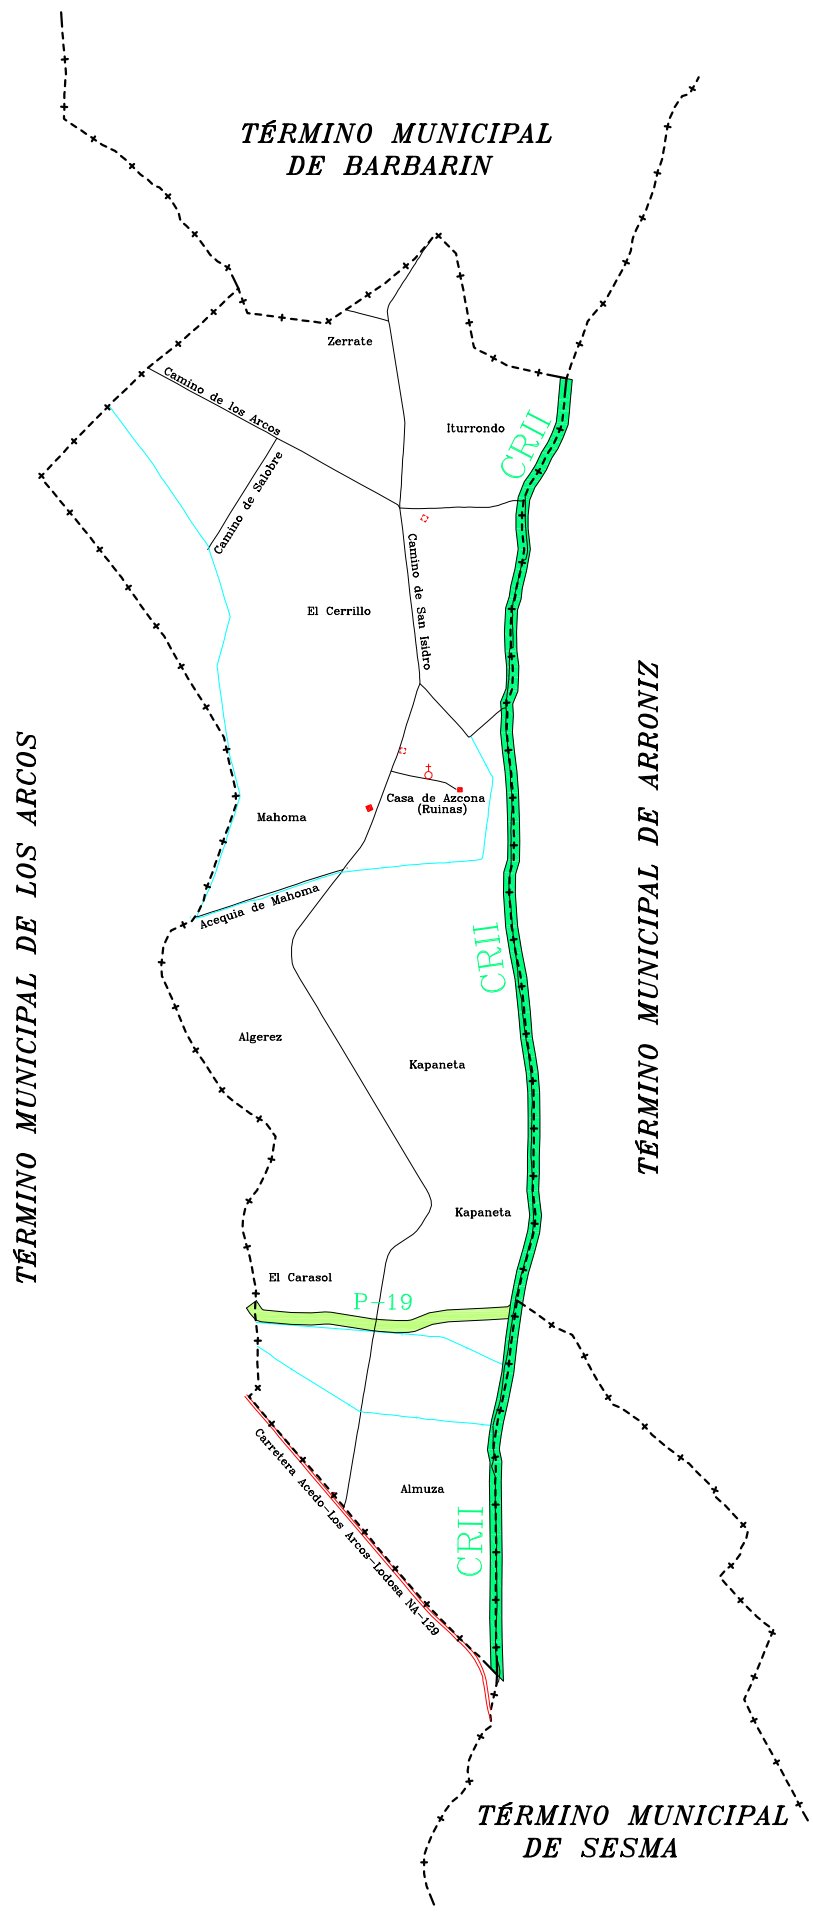 TÉRMINO MUNICIPAL
DE BARBARIN
Zerrate
Camino de los Arcos
Iturrondo
CRII
Camino de Salobre
Camino de San Isidro
El Cerrillo
TÉRMINO MUNICIPAL DE LOS ARCOS
TÉRMINO MUNICIPAL DE ARRONIZ
Casa de Azcona
(Ruinas)
Mahoma
Acequia de Mahoma
CRII
Algerez
Kapaneta
Kapaneta
El Carasol
P-19
Carretera Acedo-Los Arcos-Lodosa NA-129
Almuza
CRII
TÉRMINO MUNICIPAL
DE SESMA